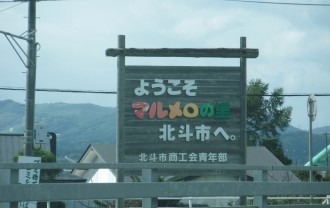 ようこそ
マルメロの里
北斗市へ。
北斗市商工会青年部